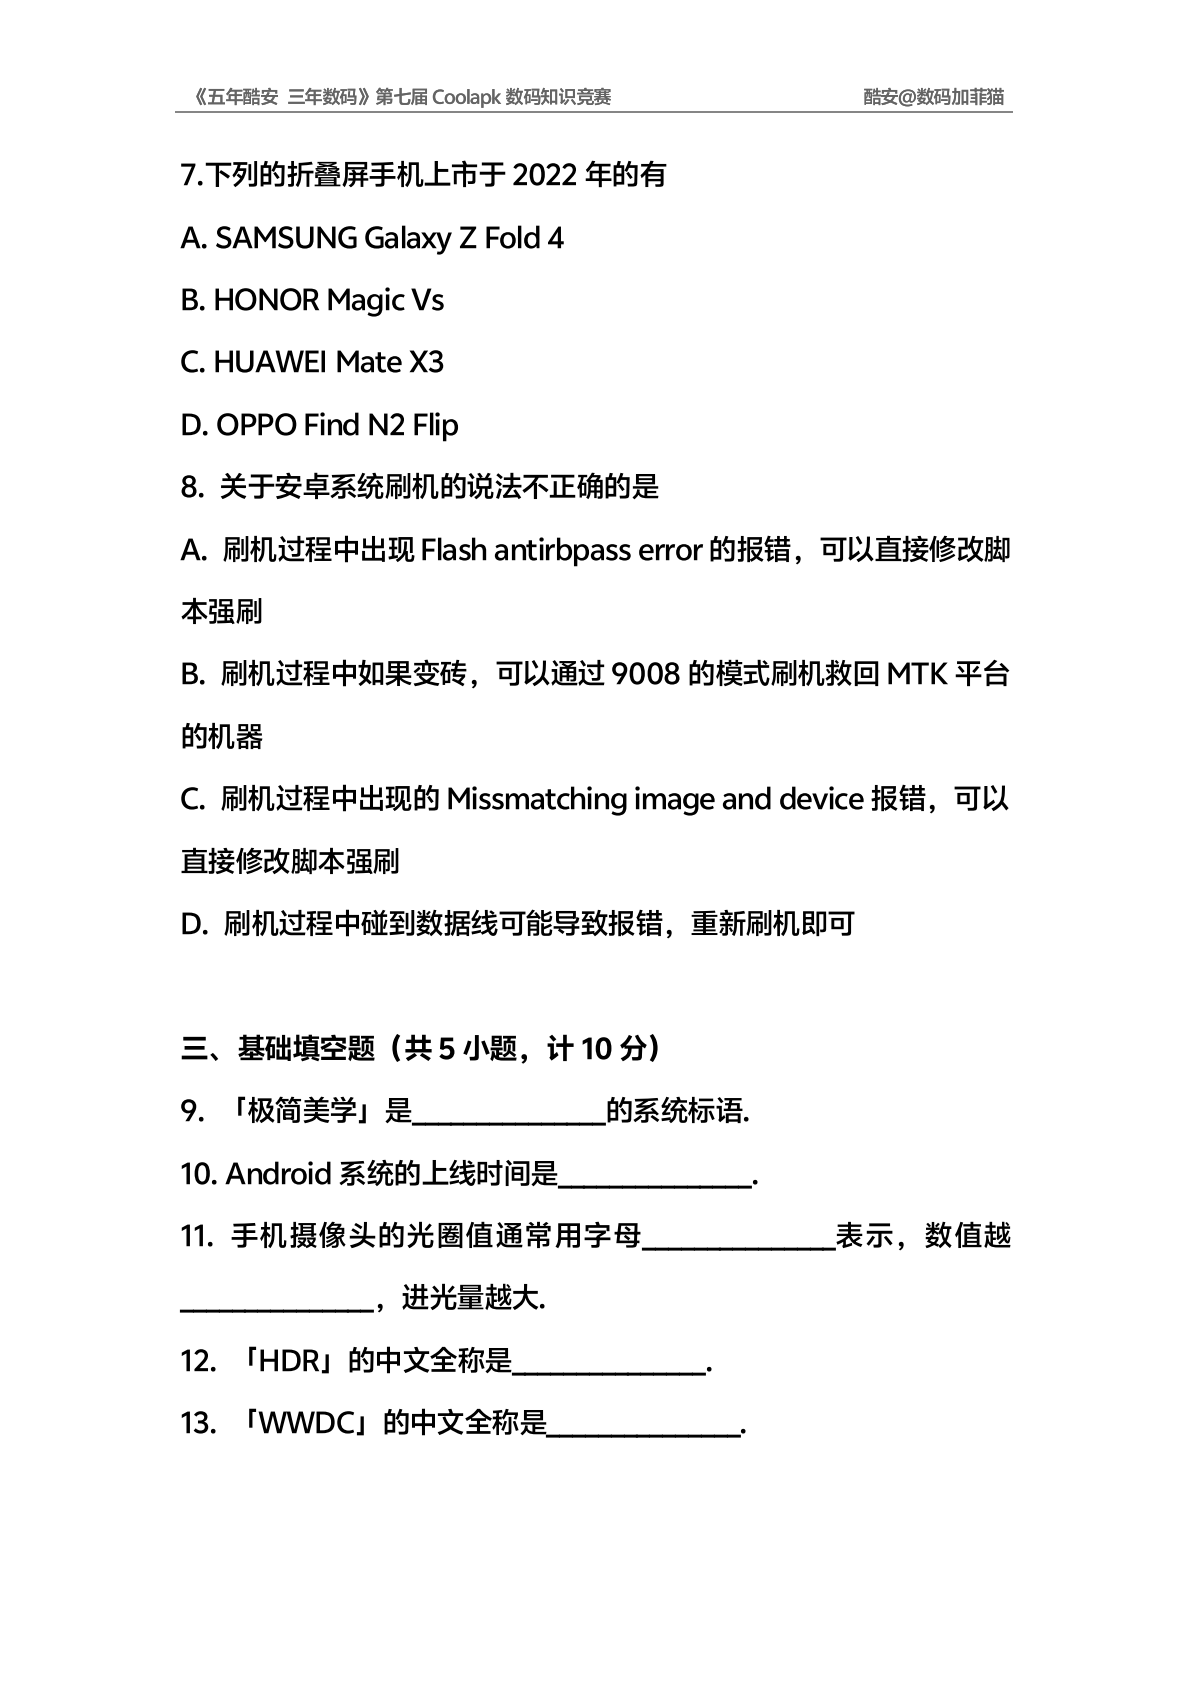 《五年酷安 三年数码》第七届 Coolapk 数码知识竞赛 酷安@数码加菲猫
7.下列的折叠屏手机上市于 2022 年的有
A. SAMSUNG Galaxy Z Fold 4
B. HONOR Magic Vs
C. HUAWEI Mate X3
D. OPPO Find N2 Flip
8. 关于安卓系统刷机的说法不正确的是
A. 刷机过程中出现 Flash antirbpass error 的报错，可以直接修改脚
本强刷
B. 刷机过程中如果变砖，可以通过 9008 的模式刷机救回 MTK 平台
的机器
C. 刷机过程中出现的 Missmatching image and device 报错，可以
直接修改脚本强刷
D. 刷机过程中碰到数据线可能导致报错，重新刷机即可
三、基础填空题（共 5 小题，计 10 分）
9. 「极简美学」是______________的系统标语.
10. Android 系统的上线时间是______________.
11. 手机摄像头的光圈值通常用字母______________表示，数值越
______________，进光量越大.
12. 「HDR」的中文全称是______________.
13. 「WWDC」的中文全称是______________.